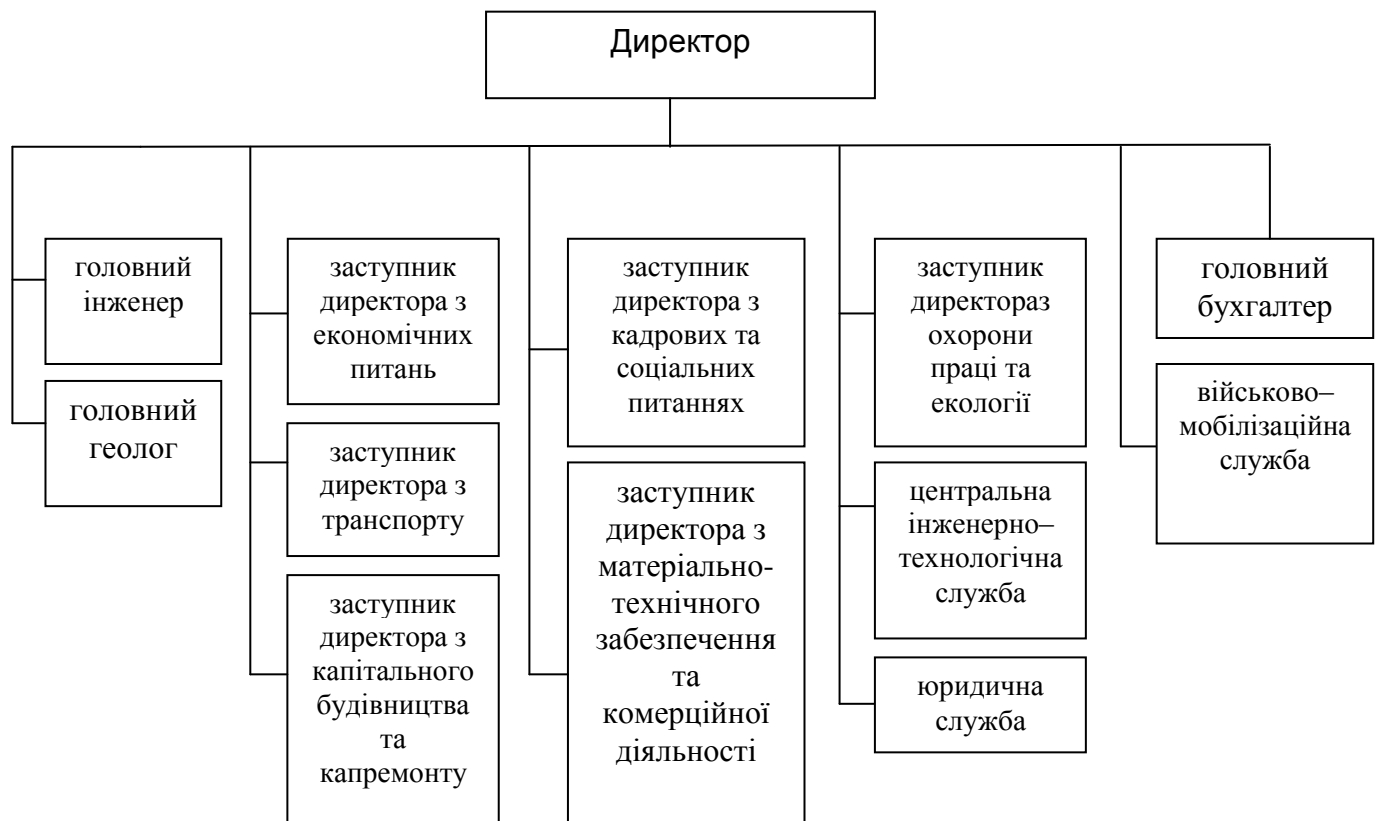 Директор
головний
інженер
головний
геолог
заступник
директора з
економічних
питань
заступник
директора з
транспорту
заступник
директора з
капітального
будівництва
та
капремонту
заступник
директора з
кадрових та
соціальних
питаннях
заступник
директора з
матеріально-
технічного
забезпечення
та
комерційної
діяльності
заступник
директораз
охорони
праці та
екології
центральна
інженерно–
технологічна
служба
юридична
служба
головний
бухгалтер
військово–
мобілізаційна
служба